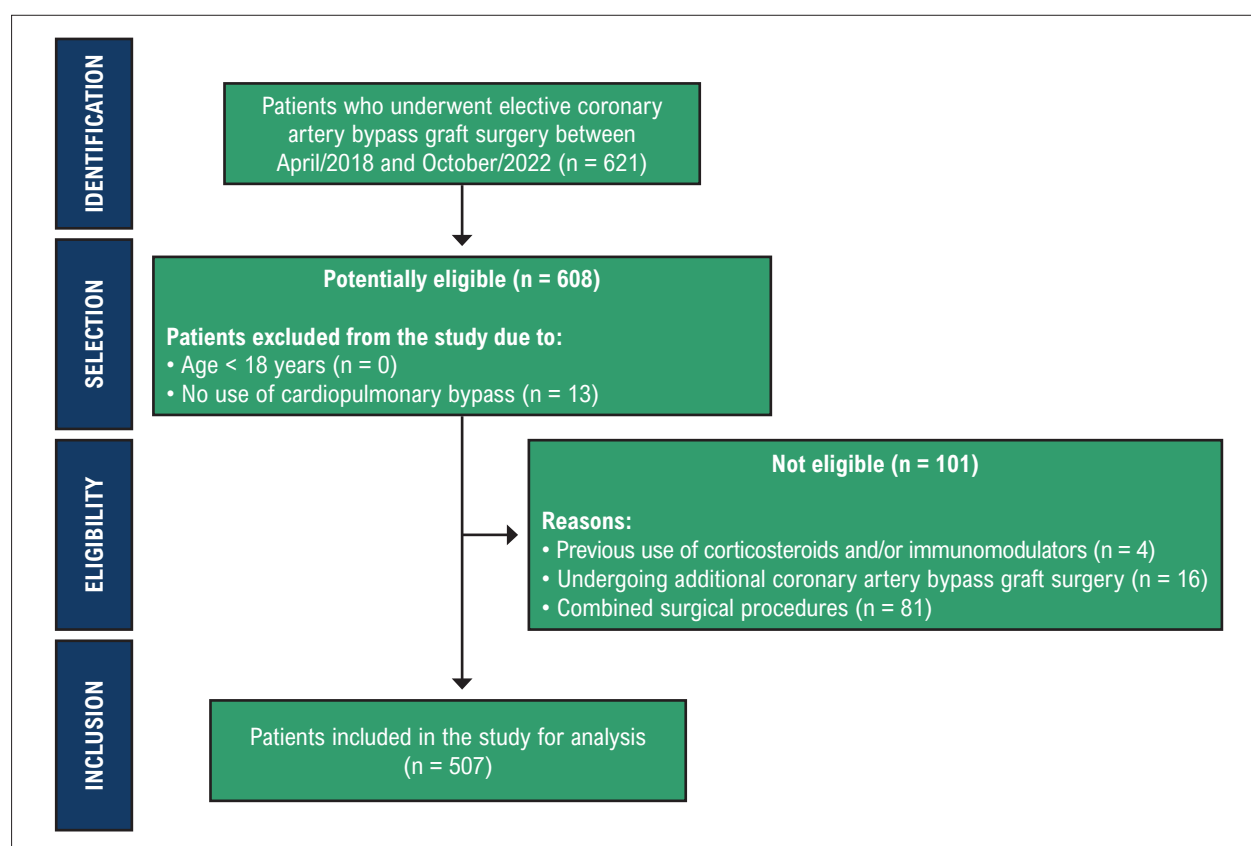 IDENTIFICATION
Patients who underwent elective coronary
artery bypass graft surgery between
April/2018 and October/2022 (n = 621)
SELECTION
Potentially eligible (n = 608)
Patients excluded from the study due to:
• Age < 18 years (n = 0)
• No use of cardiopulmonary bypass (n = 13)
ELIGIBILITY
Not eligible (n = 101)
Reasons:
• Previous use of corticosteroids and/or immunomodulators (n = 4)
• Undergoing additional coronary artery bypass graft surgery (n = 16)
• Combined surgical procedures (n = 81)
INCLUSION
Patients included in the study for analysis
(n = 507)